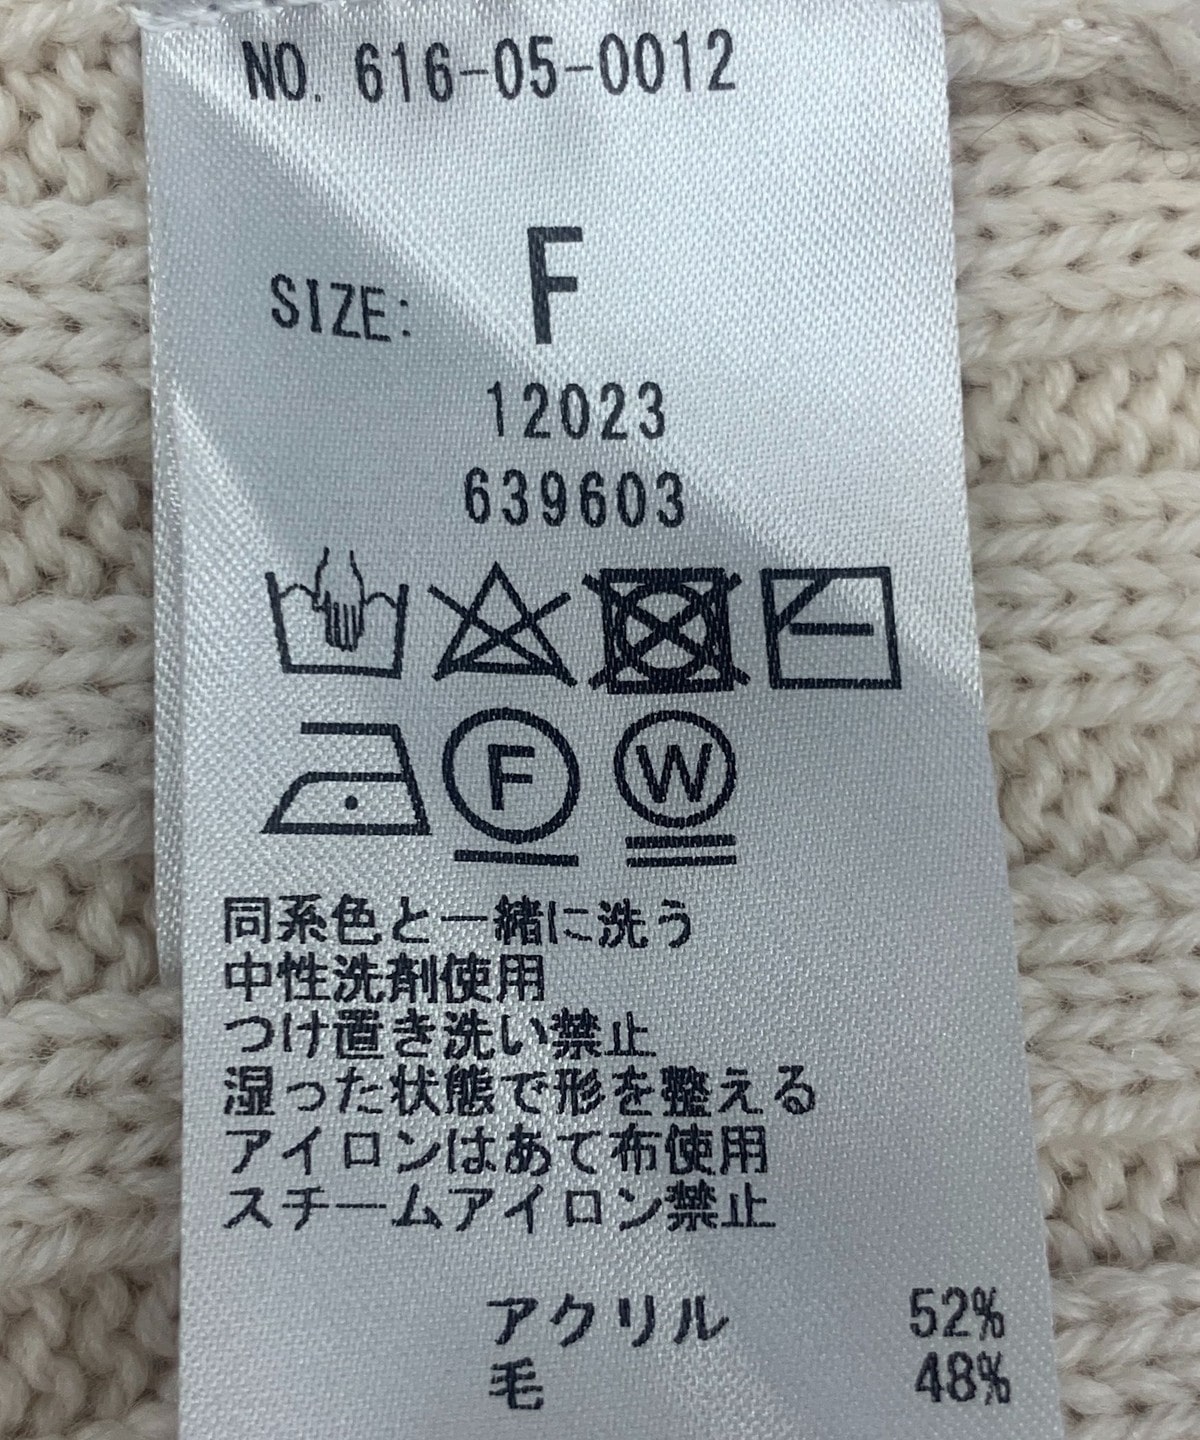 NO. 616-05-0012
SIZE: F
12023
639603
F W
同系色と一緒に洗う
中性洗剤使用
つけ置き洗い禁止
湿った状態で形を整える
アイロンはあて布使用
スチームアイロン禁止
アクリル 52%
毛 48%